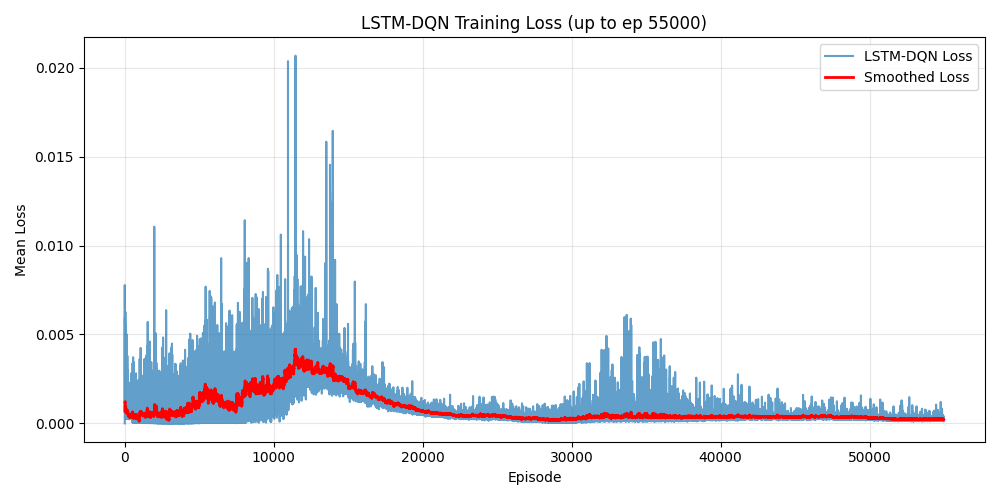 LSTM-DQN Training Loss (up to ep 55000)
LSTM-DQN Loss
Smoothed Loss
Mean Loss
0.020
0.015
0.010
0.005
0.000
0 10000 20000 30000 40000 50000
Episode